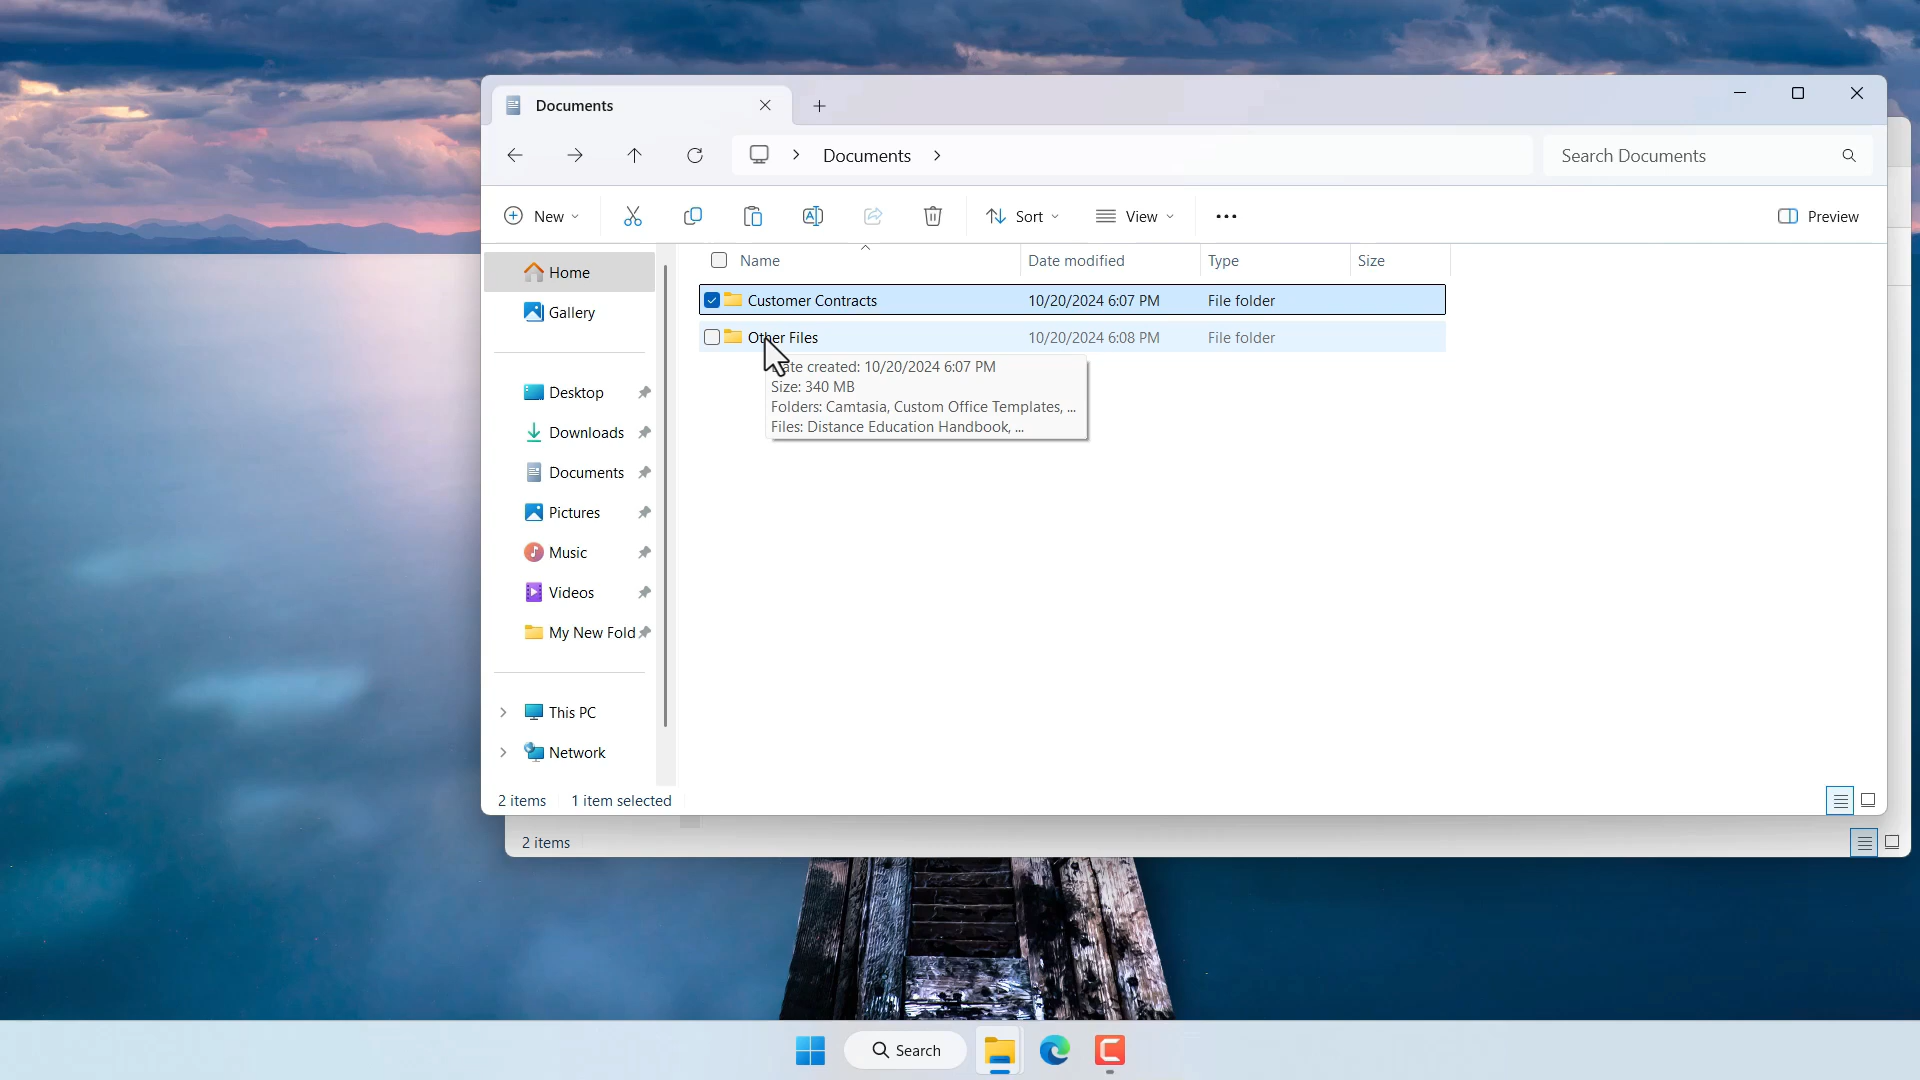 Documents
Documents
Search Documents
New
Sort
View
Preview
Name
Date modified
Type
Size
Home
Gallery
Desktop
Downloads
Documents
Pictures
Music
Videos
My New Fold
This PC
Network
Customer Contracts 10/20/2024 6:07 PM File folder
Other Files 10/20/2024 6:08 PM File folder
ate created: 10/20/2024 6:07 PM
Size: 340 MB
Folders: Camtasia, Custom Office Templates, ...
Files: Distance Education Handbook, ...
2 items 1 item selected
2 items
Search